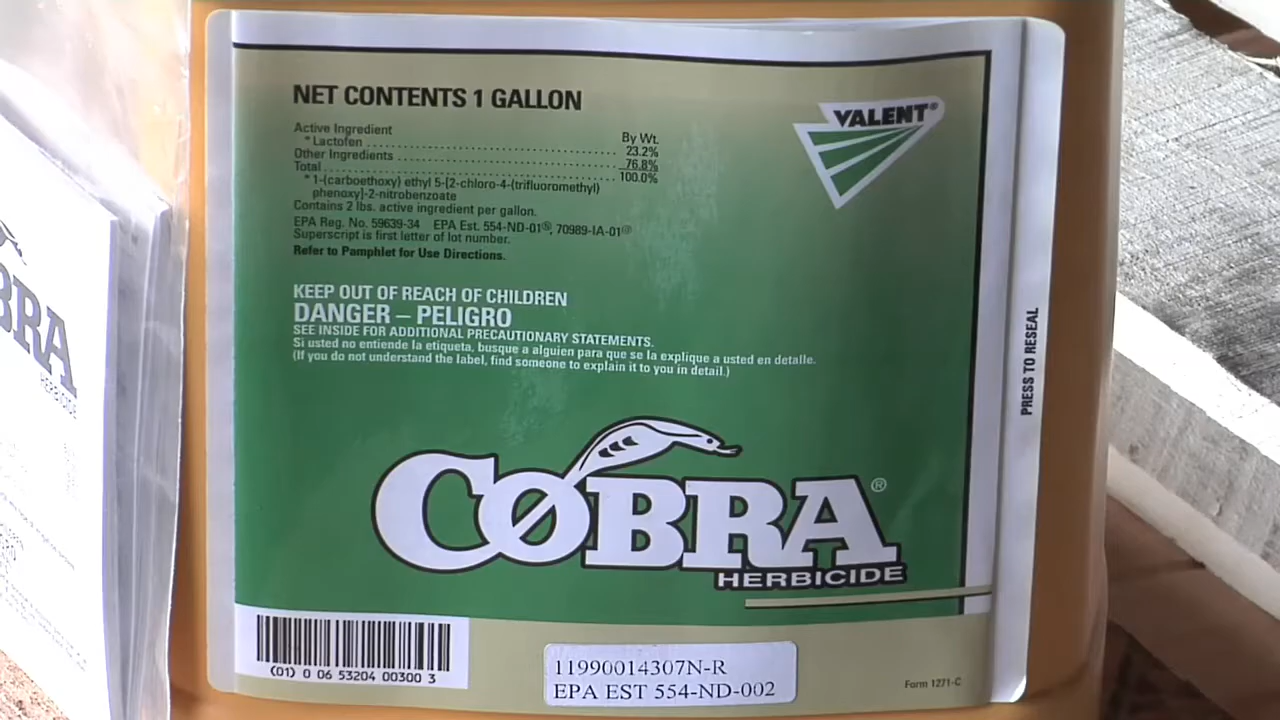 NET CONTENTS 1 GALLON
Active Ingredient By Wt.
* Lactofen 23.2%
Other Ingredients 76.8%
Total 100.0%
* 1-(carboethoxy) ethyl 5-[2-chloro-4-(trifluoromethyl)
phenoxy]-2-nitrobenzoate
Contains 2 lbs. active ingredient per gallon.
EPA Reg. No. 59639-34 EPA Est. 554-ND-01 , 70989-IA-01
Superscript is first letter of lot number.
Refer to Pamphlet for Use Directions.
VALENT®
KEEP OUT OF REACH OF CHILDREN
DANGER – PELIGRO
SEE INSIDE FOR ADDITIONAL PRECAUTIONARY STATEMENTS.
Si usted no entiende la etiqueta, busque a alguien para que se la explique a usted en detalle.
(If you do not understand the label, find someone to explain it to you in detail.)
PRESS TO RESEAL
COBRA®
HERBICIDE
(01) 0 06 53204 00300 3
11990014307N-R
EPA EST 554-ND-002
Form 1271-C
BRA
HERBICIDE